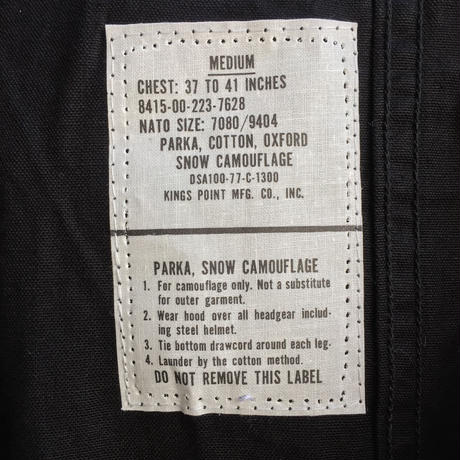 MEDIUM
CHEST: 37 TO 41 INCHES
8415-00-223-7628
NATO SIZE: 7080/9404
PARKA, COTTON, OXFORD
SNOW CAMOUFLAGE
DSA100-77-C-1300
KINGS POINT MFG. CO., INC.
PARKA, SNOW CAMOUFLAGE
1. For camouflage only. Not a substitute
for outer garment.
2. Wear hood over all headgear includ-
ing steel helmet.
3. Tie bottom drawcord around each leg.
4. Launder by the cotton method.
DO NOT REMOVE THIS LABEL